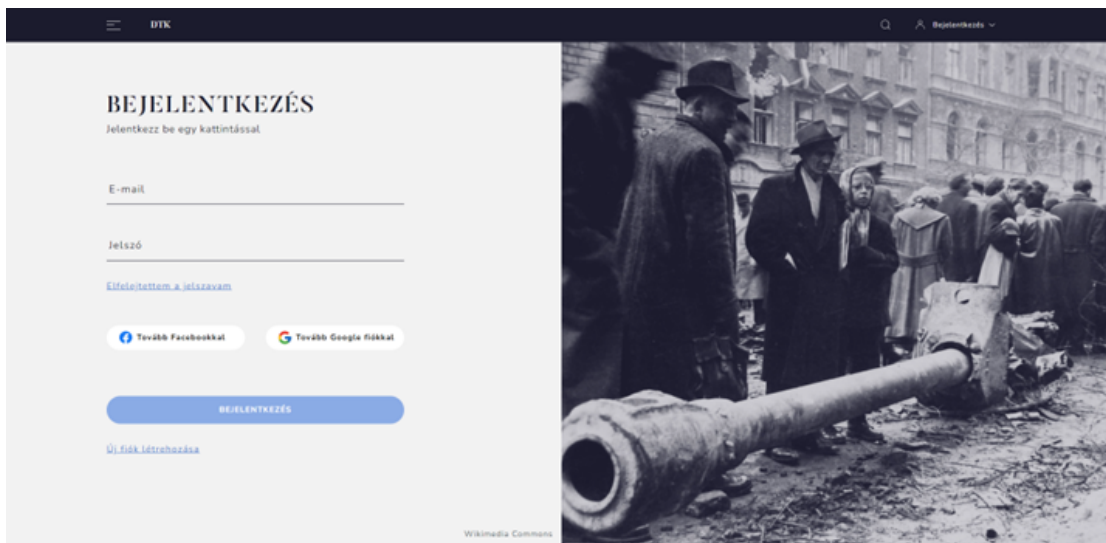 DTK
Bejelentkezés
BEJELENTKEZÉS
Jelentkezz be egy kattintással
E-mail
Jelszó
Elfelejtettem a jelszavam
Tovább Facebookkal
Tovább Google fiókkal
BEJELENTKEZÉS
Új fiók létrehozása
Wikimedia Commons